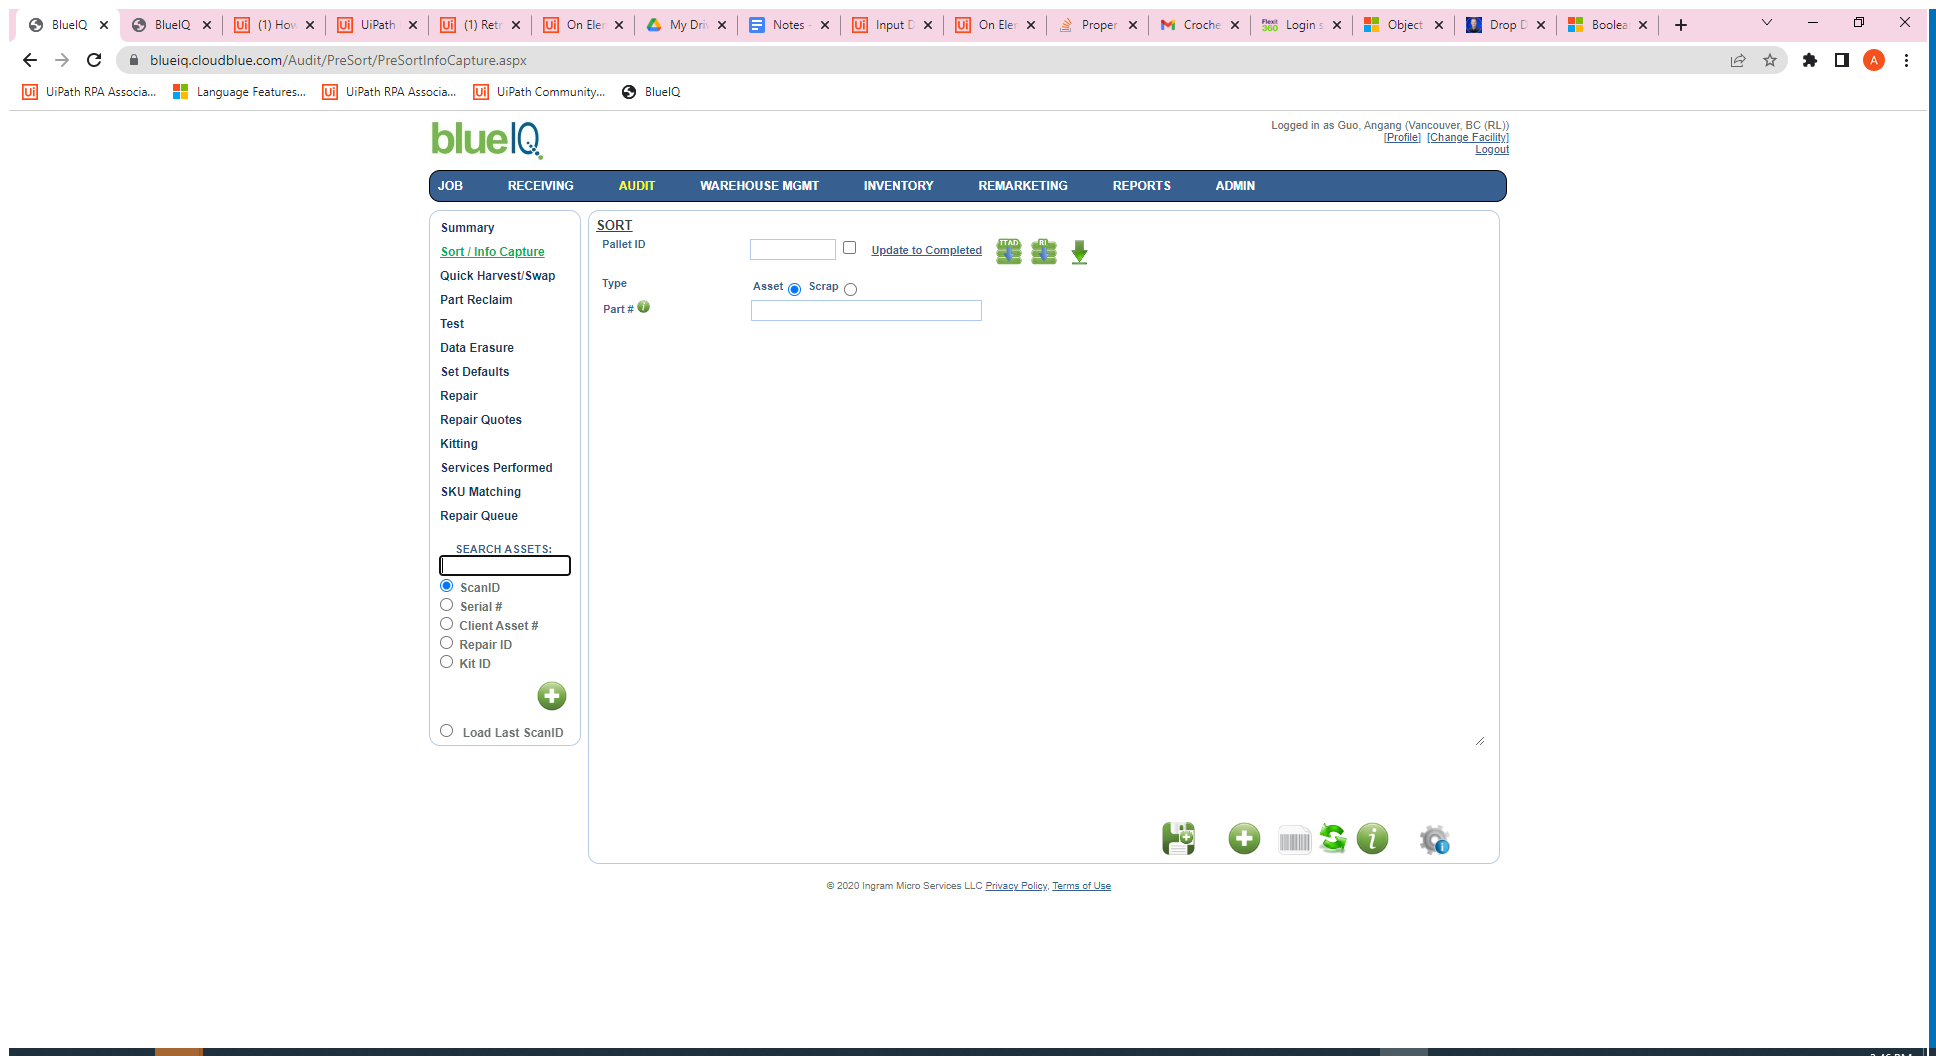 BlueIQ
BlueIQ
(1) How
UiPath
(1) Retr
On Eler
My Driv
Notes -
Input D
On Eler
Proper
Croche
Login s
Object
Drop D
Boolea
blueiq.cloudblue.com/Audit/PreSort/PreSortInfoCapture.aspx
A
UiPath RPA Associa...
Language Features...
UiPath RPA Associa...
UiPath Community...
BlueIQ
blueIQ
Logged in as Guo, Angang (Vancouver, BC (RL))
[Profile] [Change Facility]
Logout
JOB RECEIVING AUDIT WAREHOUSE MGMT INVENTORY REMARKETING REPORTS ADMIN
Summary
Sort / Info Capture
Quick Harvest/Swap
Part Reclaim
Test
Data Erasure
Set Defaults
Repair
Repair Quotes
Kitting
Services Performed
SKU Matching
Repair Queue
SEARCH ASSETS:
ScanID
Serial #
Client Asset #
Repair ID
Kit ID
Load Last ScanID
SORT
Pallet ID
Update to Completed
TTAD
RL
Type
Asset
Scrap
Part #
© 2020 Ingram Micro Services LLC Privacy Policy, Terms of Use